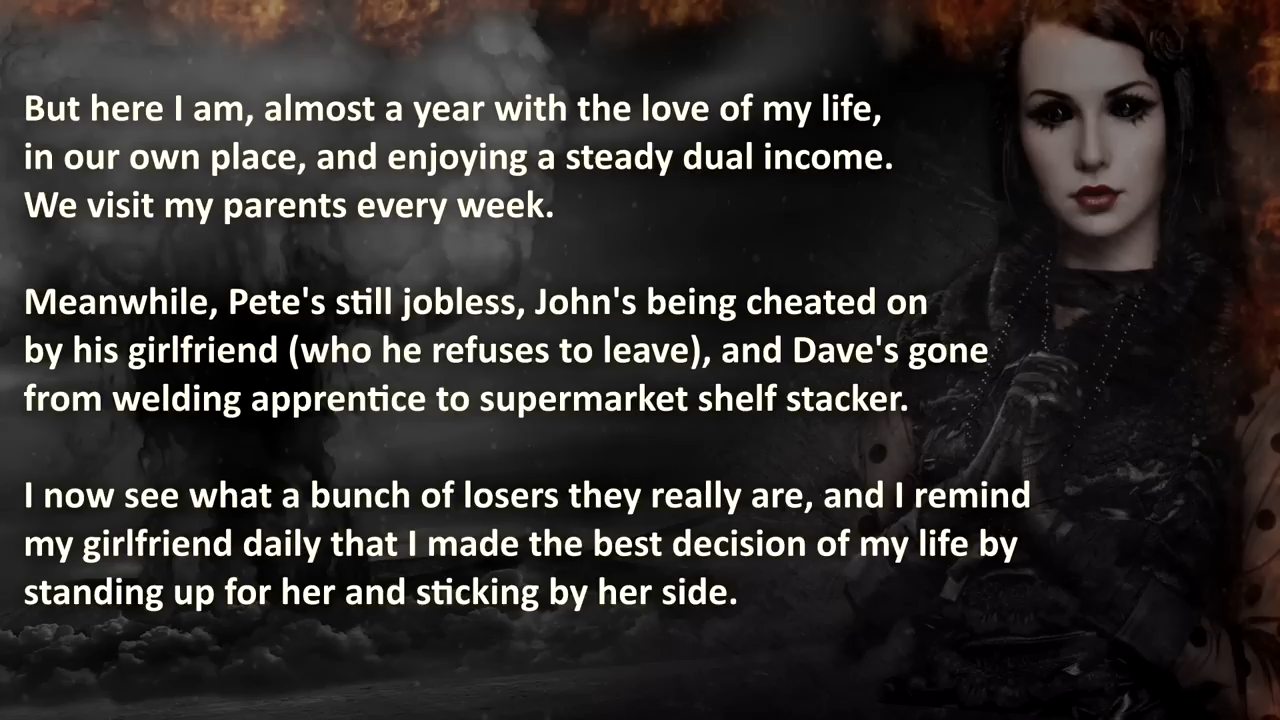 But here I am, almost a year with the love of my life,
in our own place, and enjoying a steady dual income.
We visit my parents every week.
Meanwhile, Pete's still jobless, John's being cheated on
by his girlfriend (who he refuses to leave), and Dave's gone
from welding apprentice to supermarket shelf stacker.
I now see what a bunch of losers they really are, and I remind
my girlfriend daily that I made the best decision of my life by
standing up for her and sticking by her side.